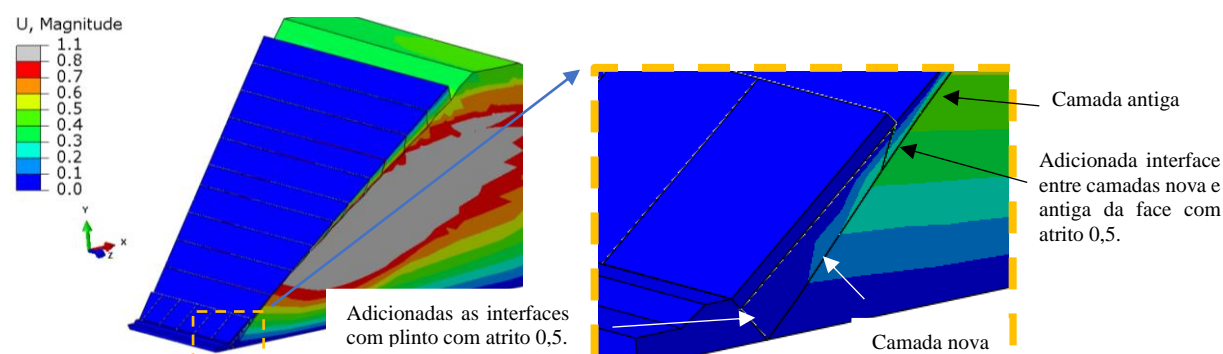 U, Magnitude
1.1
0.8
0.7
0.6
0.5
0.4
0.3
0.2
0.1
0.0
Y
X
Z
Adicionadas as interfaces
com plinto com atrito 0,5.
Camada antiga
Adicionada interface
entre camadas nova e
antiga da face com
atrito 0,5.
Camada nova